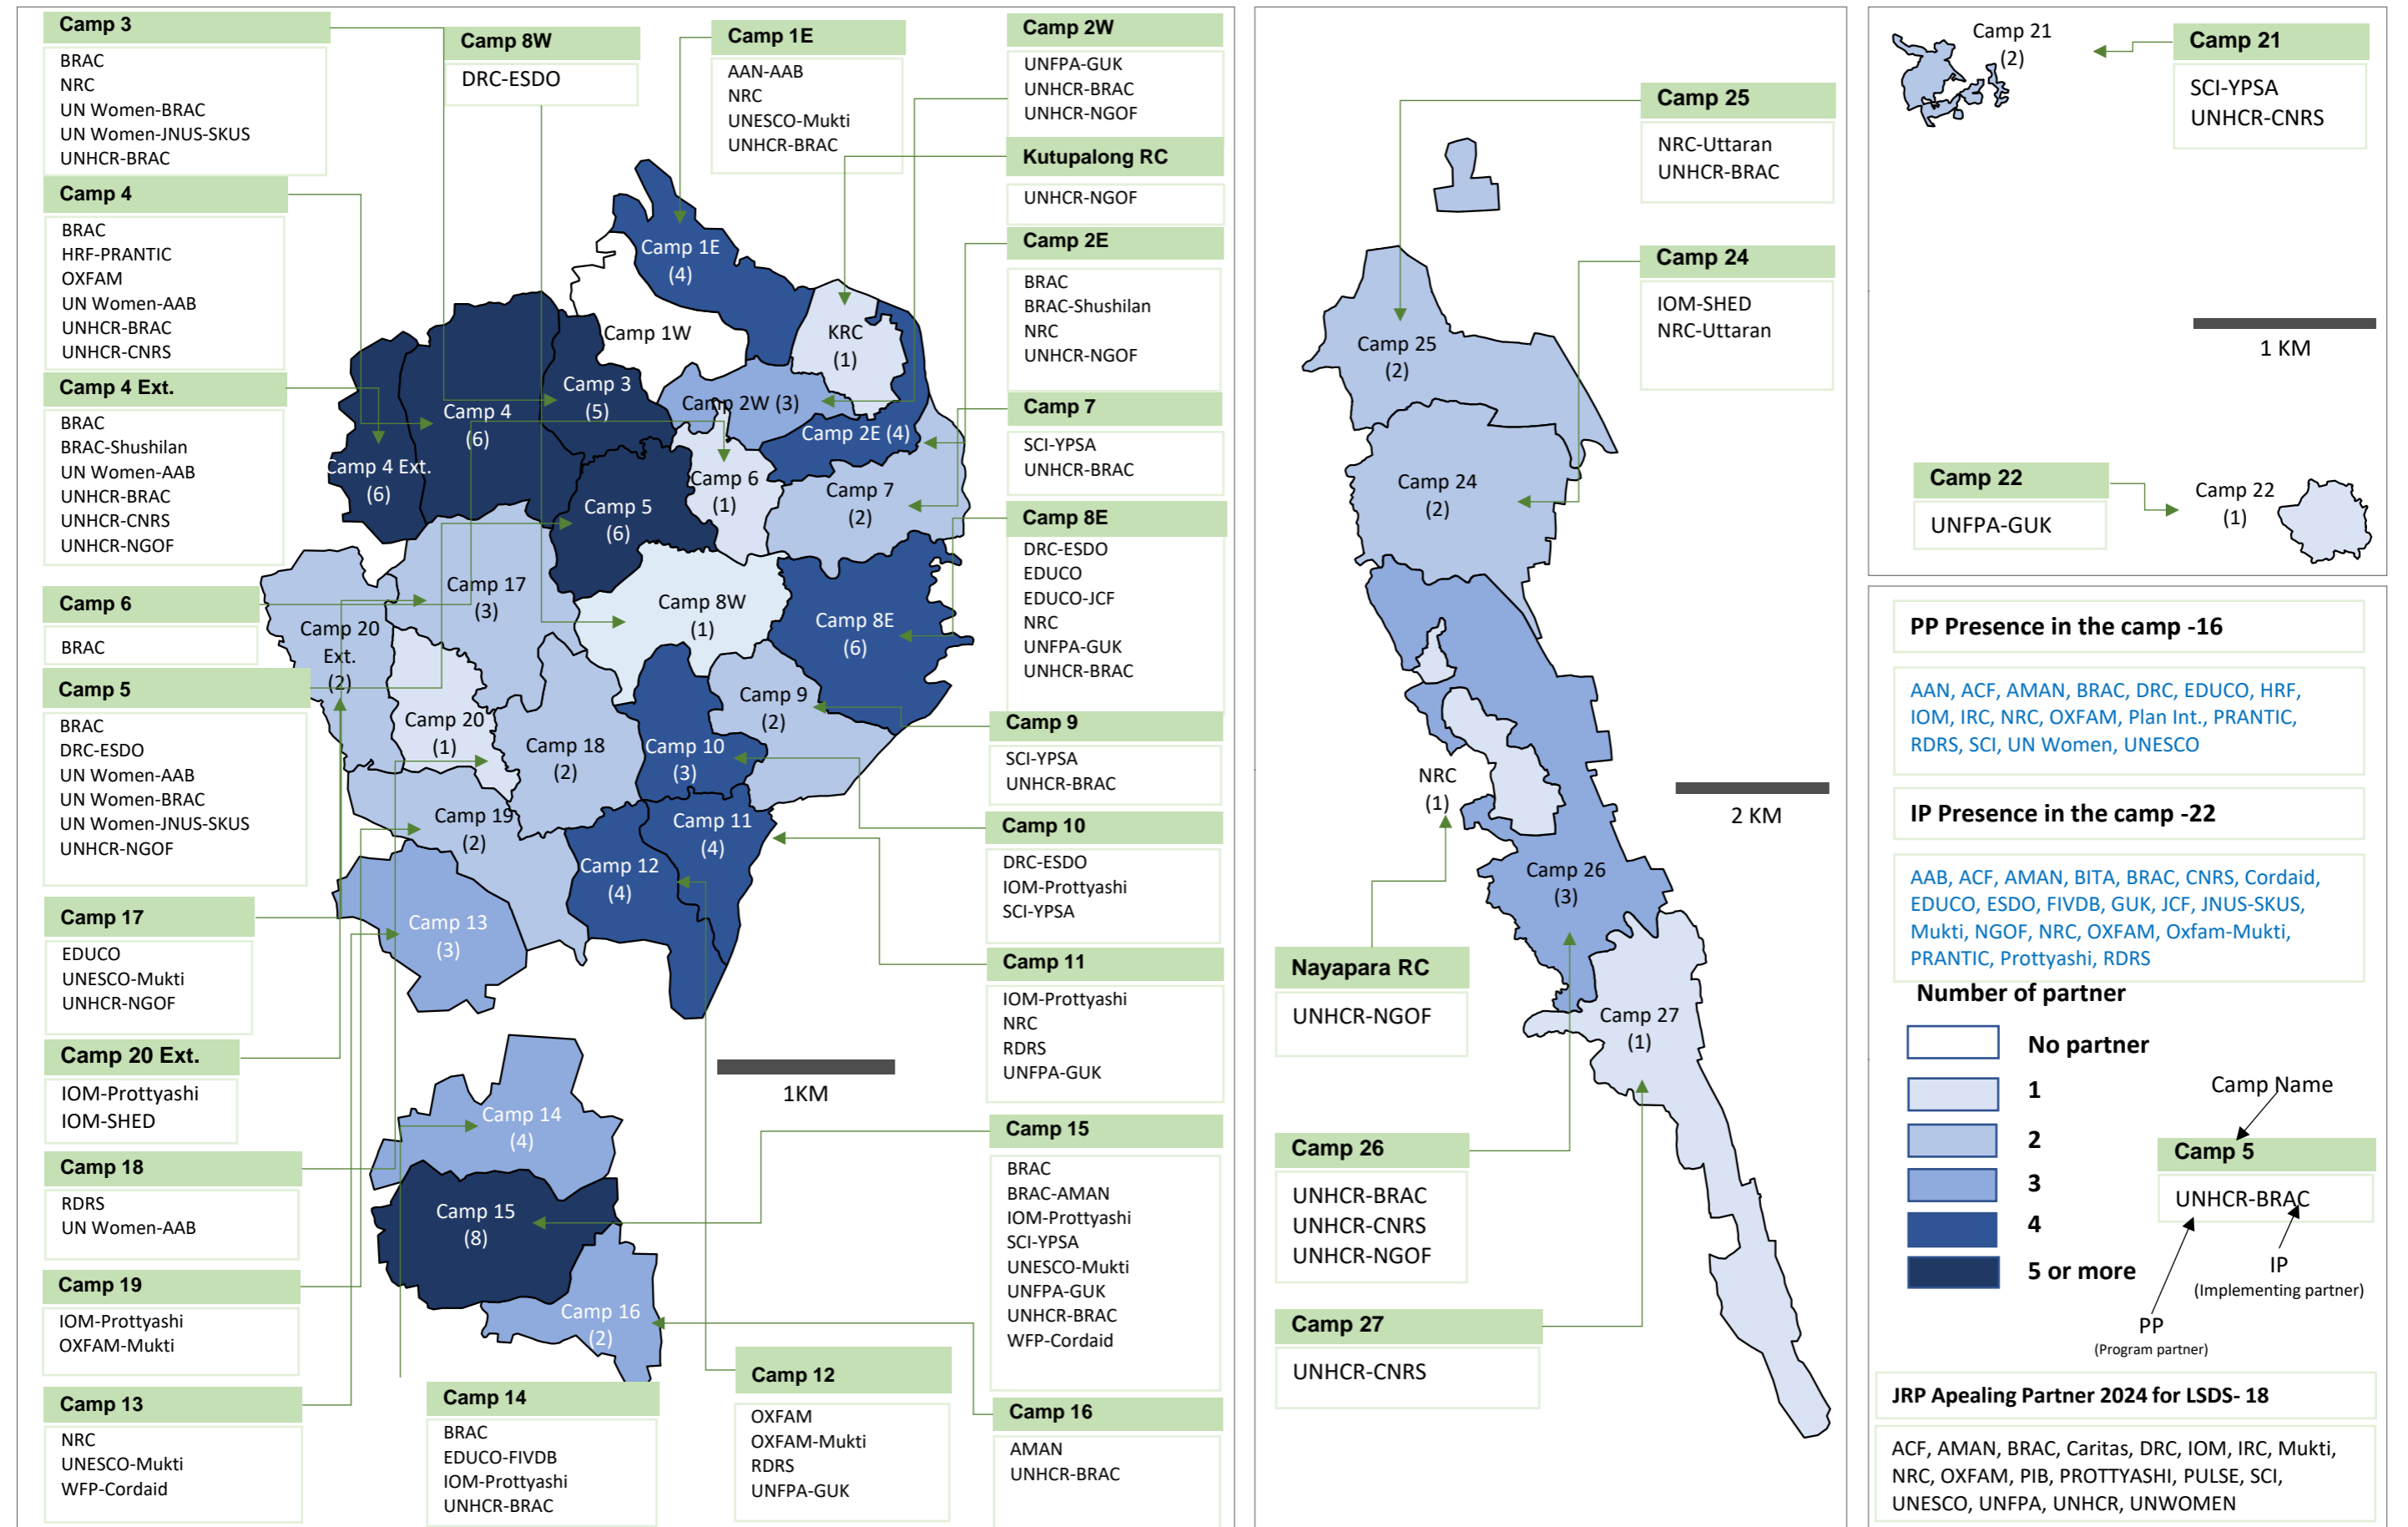 Camp 3
BRAC
NRC
UN Women-BRAC
UN Women-JNUS-SKUS
UNHCR-BRAC
Camp 4
BRAC
HRF-PRANTIC
OXFAM
UN Women-AAB
UNHCR-BRAC
UNHCR-CNRS
Camp 4 Ext.
BRAC
BRAC-Shushilan
UN Women-AAB
UNHCR-BRAC
UNHCR-CNRS
UNHCR-NGOF
Camp 6
BRAC
Camp 5
BRAC
DRC-ESDO
UN Women-AAB
UN Women-BRAC
UN Women-JNUS-SKUS
UNHCR-NGOF
Camp 17
EDUCO
UNESCO-Mukti
UNHCR-NGOF
Camp 20 Ext.
IOM-Prottyashi
IOM-SHED
Camp 18
RDRS
UN Women-AAB
Camp 19
IOM-Prottyashi
OXFAM-Mukti
Camp 13
NRC
UNESCO-Mukti
WFP-Cordaid
Camp 8W
DRC-ESDO
Camp 1E
AAN-AAB
NRC
UNESCO-Mukti
UNHCR-BRAC
Camp 2W
UNFPA-GUK
UNHCR-BRAC
UNHCR-NGOF
Kutupalong RC
UNHCR-NGOF
Camp 2E
BRAC
BRAC-Shushilan
NRC
UNHCR-NGOF
Camp 7
SCI-YPSA
UNHCR-BRAC
Camp 8E
DRC-ESDO
EDUCO
EDUCO-JCF
NRC
UNFPA-GUK
UNHCR-BRAC
Camp 9
SCI-YPSA
UNHCR-BRAC
Camp 10
DRC-ESDO
IOM-Prottyashi
SCI-YPSA
Camp 11
IOM-Prottyashi
NRC
RDRS
UNFPA-GUK
Camp 15
BRAC
BRAC-AMAN
IOM-Prottyashi
SCI-YPSA
UNESCO-Mukti
UNFPA-GUK
UNHCR-BRAC
WFP-Cordaid
Camp 16
AMAN
UNHCR-BRAC
Camp 12
OXFAM
OXFAM-Mukti
RDRS
UNFPA-GUK
Camp 14
BRAC
EDUCO-FIVDB
IOM-Prottyashi
UNHCR-BRAC
Camp 1E
(4)
Camp 1W
KRC
(1)
Camp 3
(5)
Camp 2W (3)
Camp 4
(6)
Camp 2E (4)
Camp 4 Ext.
(6)
Camp 6
(1)
Camp 7
(2)
Camp 5
(6)
Camp 17
(3)
Camp 8W
(1)
Camp 8E
(6)
Camp 20
Ext.
(2)
Camp 9
(2)
Camp 20
(1)
Camp 18
(2)
Camp 10
(3)
Camp 19
(2)
Camp 11
(4)
Camp 12
(4)
Camp 13
(3)
1KM
Camp 14
(4)
Camp 15
(8)
Camp 16
(2)
Camp 25
NRC-Uttaran
UNHCR-BRAC
Camp 24
IOM-SHED
NRC-Uttaran
Camp 25
(2)
Camp 24
(2)
NRC
(1)
2 KM
Camp 26
(3)
Nayapara RC
UNHCR-NGOF
Camp 27
(1)
Camp 26
UNHCR-BRAC
UNHCR-CNRS
UNHCR-NGOF
Camp 27
UNHCR-CNRS
Camp 21
(2)
Camp 21
SCI-YPSA
UNHCR-CNRS
1 KM
Camp 22
UNFPA-GUK
Camp 22
(1)
PP Presence in the camp -16
AAN, ACF, AMAN, BRAC, DRC, EDUCO, HRF,
IOM, IRC, NRC, OXFAM, Plan Int., PRANTIC,
RDRS, SCI, UN Women, UNESCO
IP Presence in the camp -22
AAB, ACF, AMAN, BITA, BRAC, CNRS, Cordaid,
EDUCO, ESDO, FIVDB, GUK, JCF, JNUS-SKUS,
Mukti, NGOF, NRC, OXFAM, Oxfam-Mukti,
PRANTIC, Prottyashi, RDRS
Number of partner
No partner
1
2
3
4
5 or more
Camp Name
Camp 5
UNHCR-BRAC
IP
(Implementing partner)
PP
(Program partner)
JRP Apealing Partner 2024 for LSDS- 18
ACF, AMAN, BRAC, Caritas, DRC, IOM, IRC, Mukti,
NRC, OXFAM, PIB, PROTTYASHI, PULSE, SCI,
UNESCO, UNFPA, UNHCR, UNWOMEN